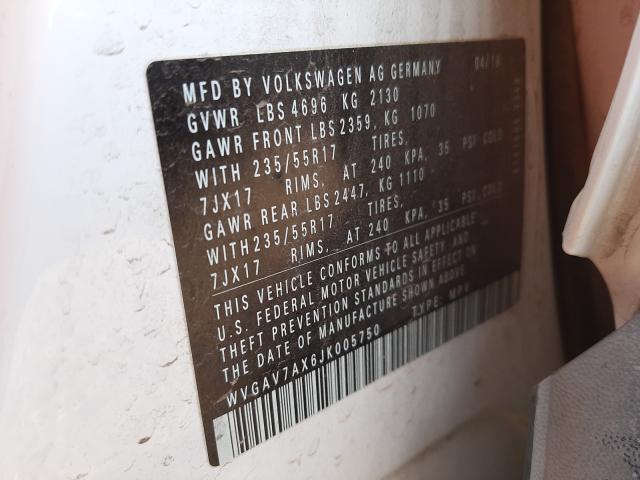 MFD BY VOLKSWAGEN AG GERMANY 04/18
GVWR LBS 4696 KG 2130
GAWR FRONT LBS 2359, KG 1070
WITH 235/55R17 TIRES,
7JX17 RIMS, AT 240 KPA, 35 PSI COLD
GAWR REAR LBS 2447, KG 1110
WITH 235/55R17 TIRES,
7JX17 RIMS, AT 240 KPA, 35 PSI COLD
THIS VEHICLE CONFORMS TO ALL APPLICABLE
U.S. FEDERAL MOTOR VEHICLE SAFETY AND
THEFT PREVENTION STANDARDS IN EFFECT ON
THE DATE OF MANUFACTURE SHOWN ABOVE.
WVGAV7AX6JK005750 TYPE: MPV